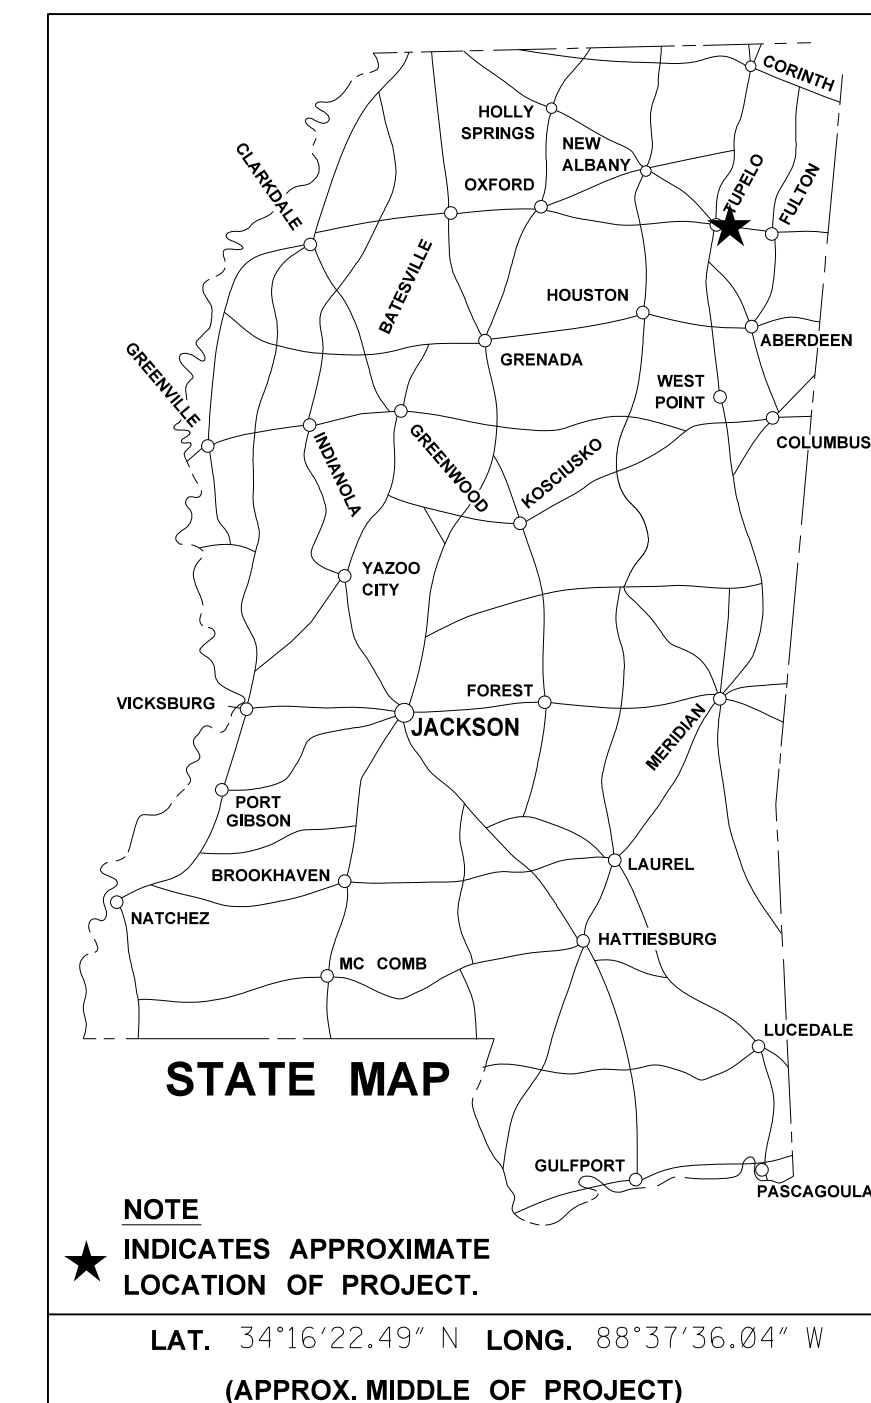 CORINTH
HOLLY
SPRINGS
NEW
ALBANY
TUPELO
FULTON
CLARKDALE
OXFORD
BATESVILLE
HOUSTON
ABERDEEN
GREENVILLE
GRENADA
WEST
POINT
COLUMBUS
INDIANOLA
GREENWOOD
KOSCIUSKO
YAZOO
CITY
VICKSBURG
FOREST
JACKSON
MERIDIAN
PORT
GIBSON
BROOKHAVEN
LAUREL
NATCHEZ
HATTIESBURG
MC COMB
LUCEDALE
STATE MAP
GULFPORT
PASCAGOULA
NOTE
INDICATES APPROXIMATE
LOCATION OF PROJECT.
LAT. 34°16'22.49" N LONG. 88°37'36.04" W
(APPROX. MIDDLE OF PROJECT)